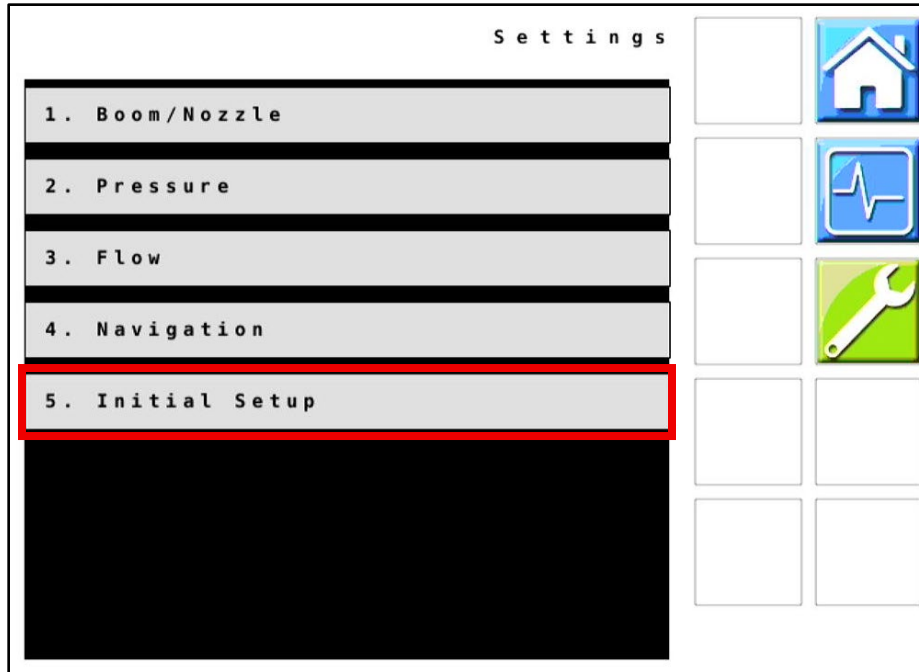 Settings
1. Boom/Nozzle
2. Pressure
3. Flow
4. Navigation
5. Initial Setup